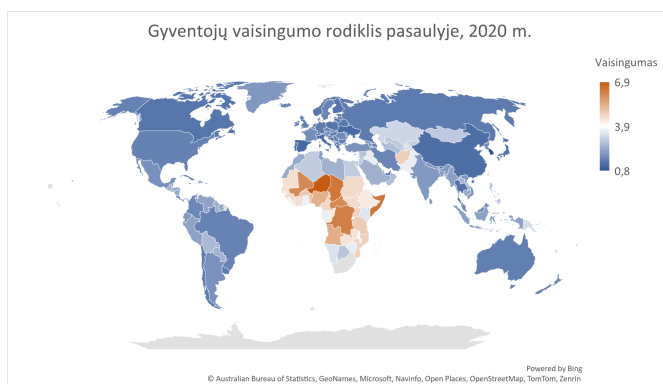 Gyventojų vaisingumo rodiklis pasaulyje, 2020 m.
Vaisingumas
6,9
3,9
0,8
Powered by Bing
© Australian Bureau of Statistics, GeoNames, Microsoft, Navinfo, Open Places, OpenStreetMap, TomTom, Zenrin